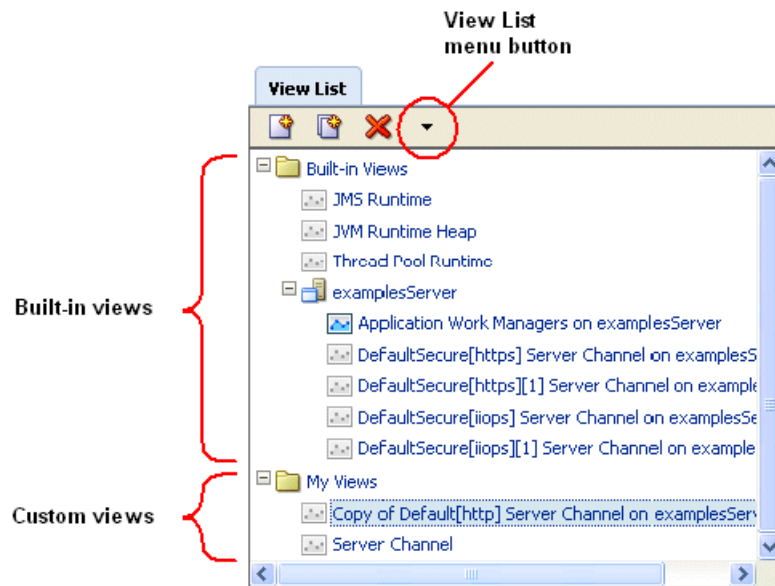 View List
menu button
View List
Built-in Views
JMS Runtime
JVM Runtime Heap
Thread Pool Runtime
examplesServer
Built-in views
Application Work Managers on examplesServer
DefaultSecure[https] Server Channel on examplesS
DefaultSecure[https][1] Server Channel on example
DefaultSecure[iiops] Server Channel on examplesSe
DefaultSecure[iiops][1] Server Channel on example
My Views
Custom views
Copy of Default[http] Server Channel on examplesServ
Server Channel